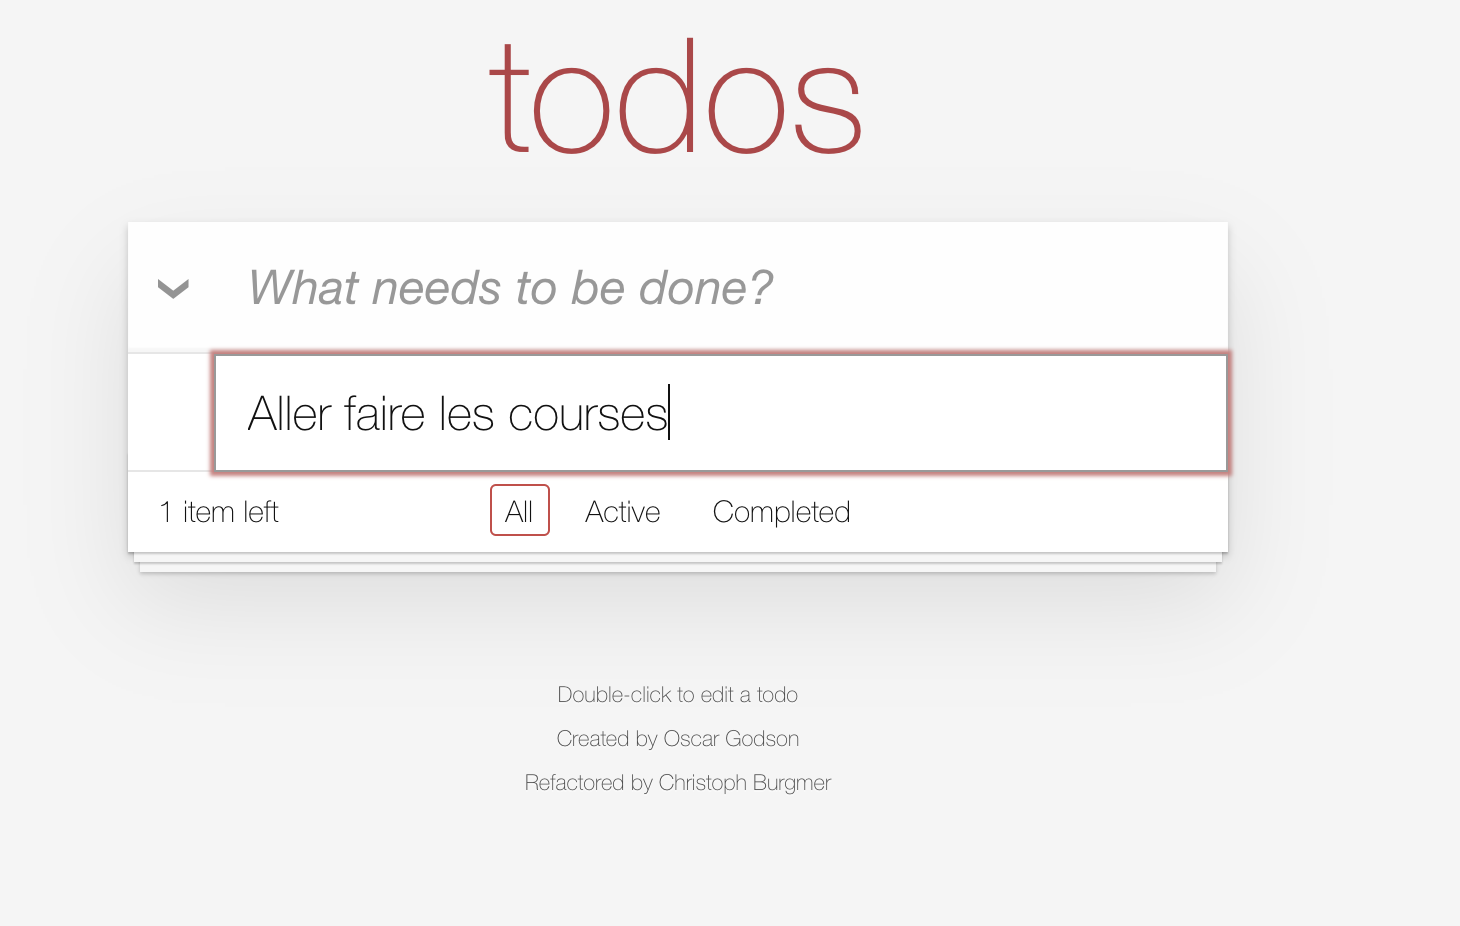 todos
What needs to be done?
Aller faire les courses
1 item left All Active Completed
Double-click to edit a todo
Created by Oscar Godson
Refactored by Christoph Burgmer